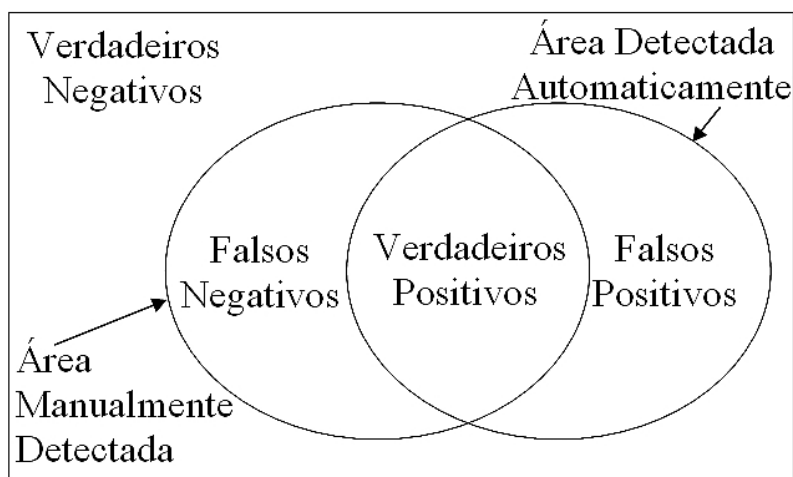 Verdadeiros
Negativos
Área Detectada
Automaticamente
Falsos
Negativos
Verdadeiros
Positivos
Falsos
Positivos
Área
Manualmente
Detectada